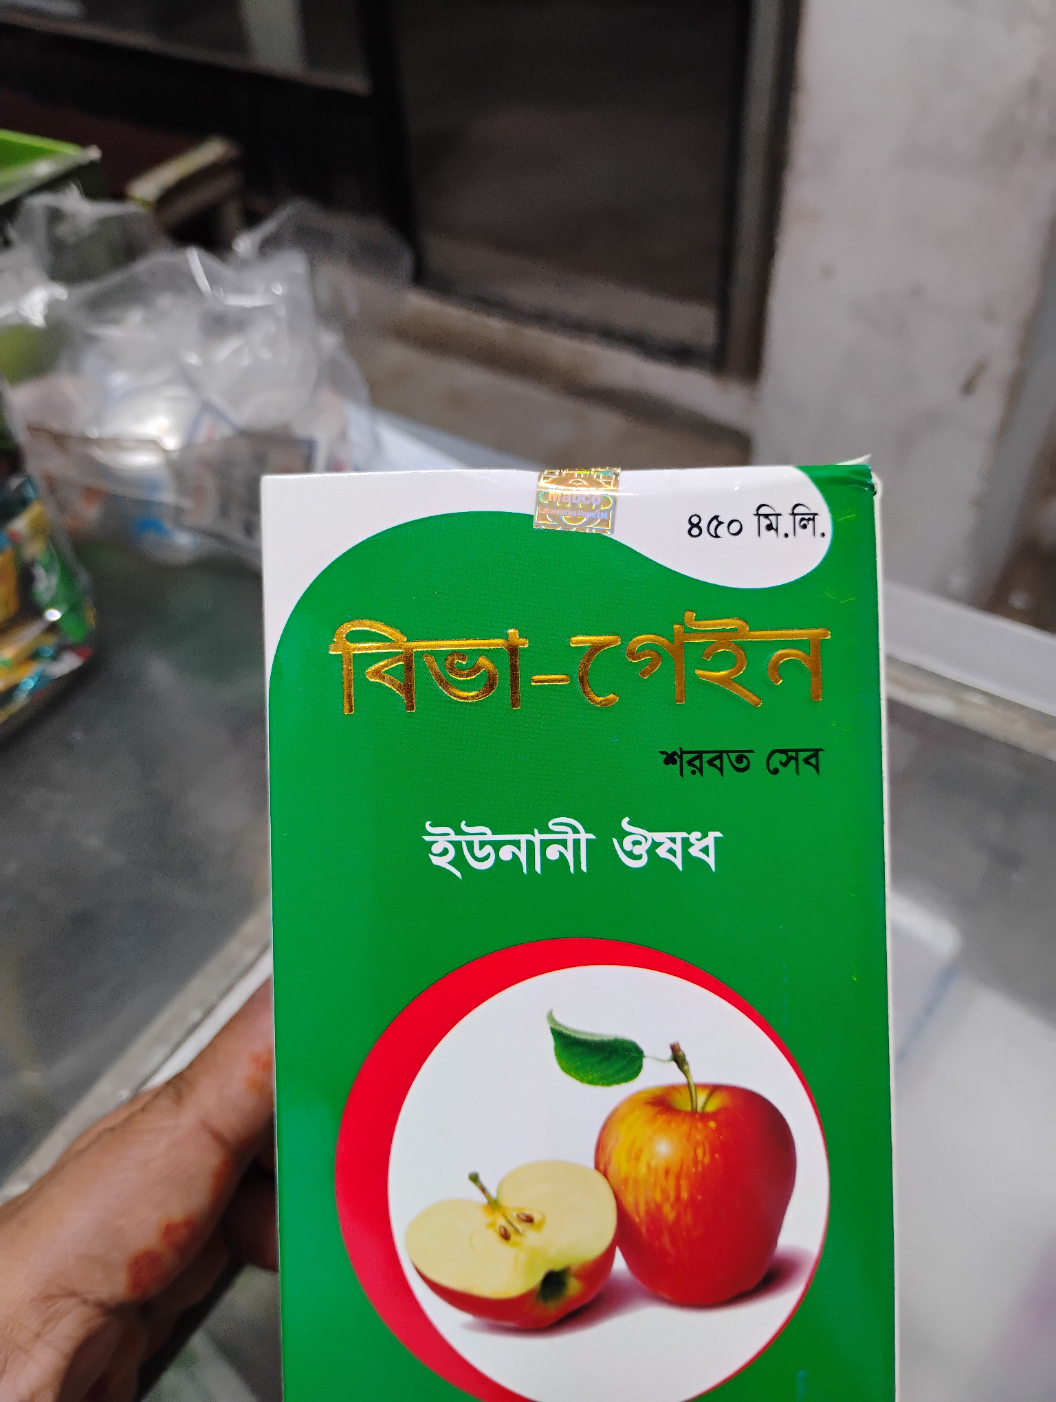 ৪৫০ মি.লি.
বিভা-গেইন
শরবত সেব
ইউনানী ঔষধ